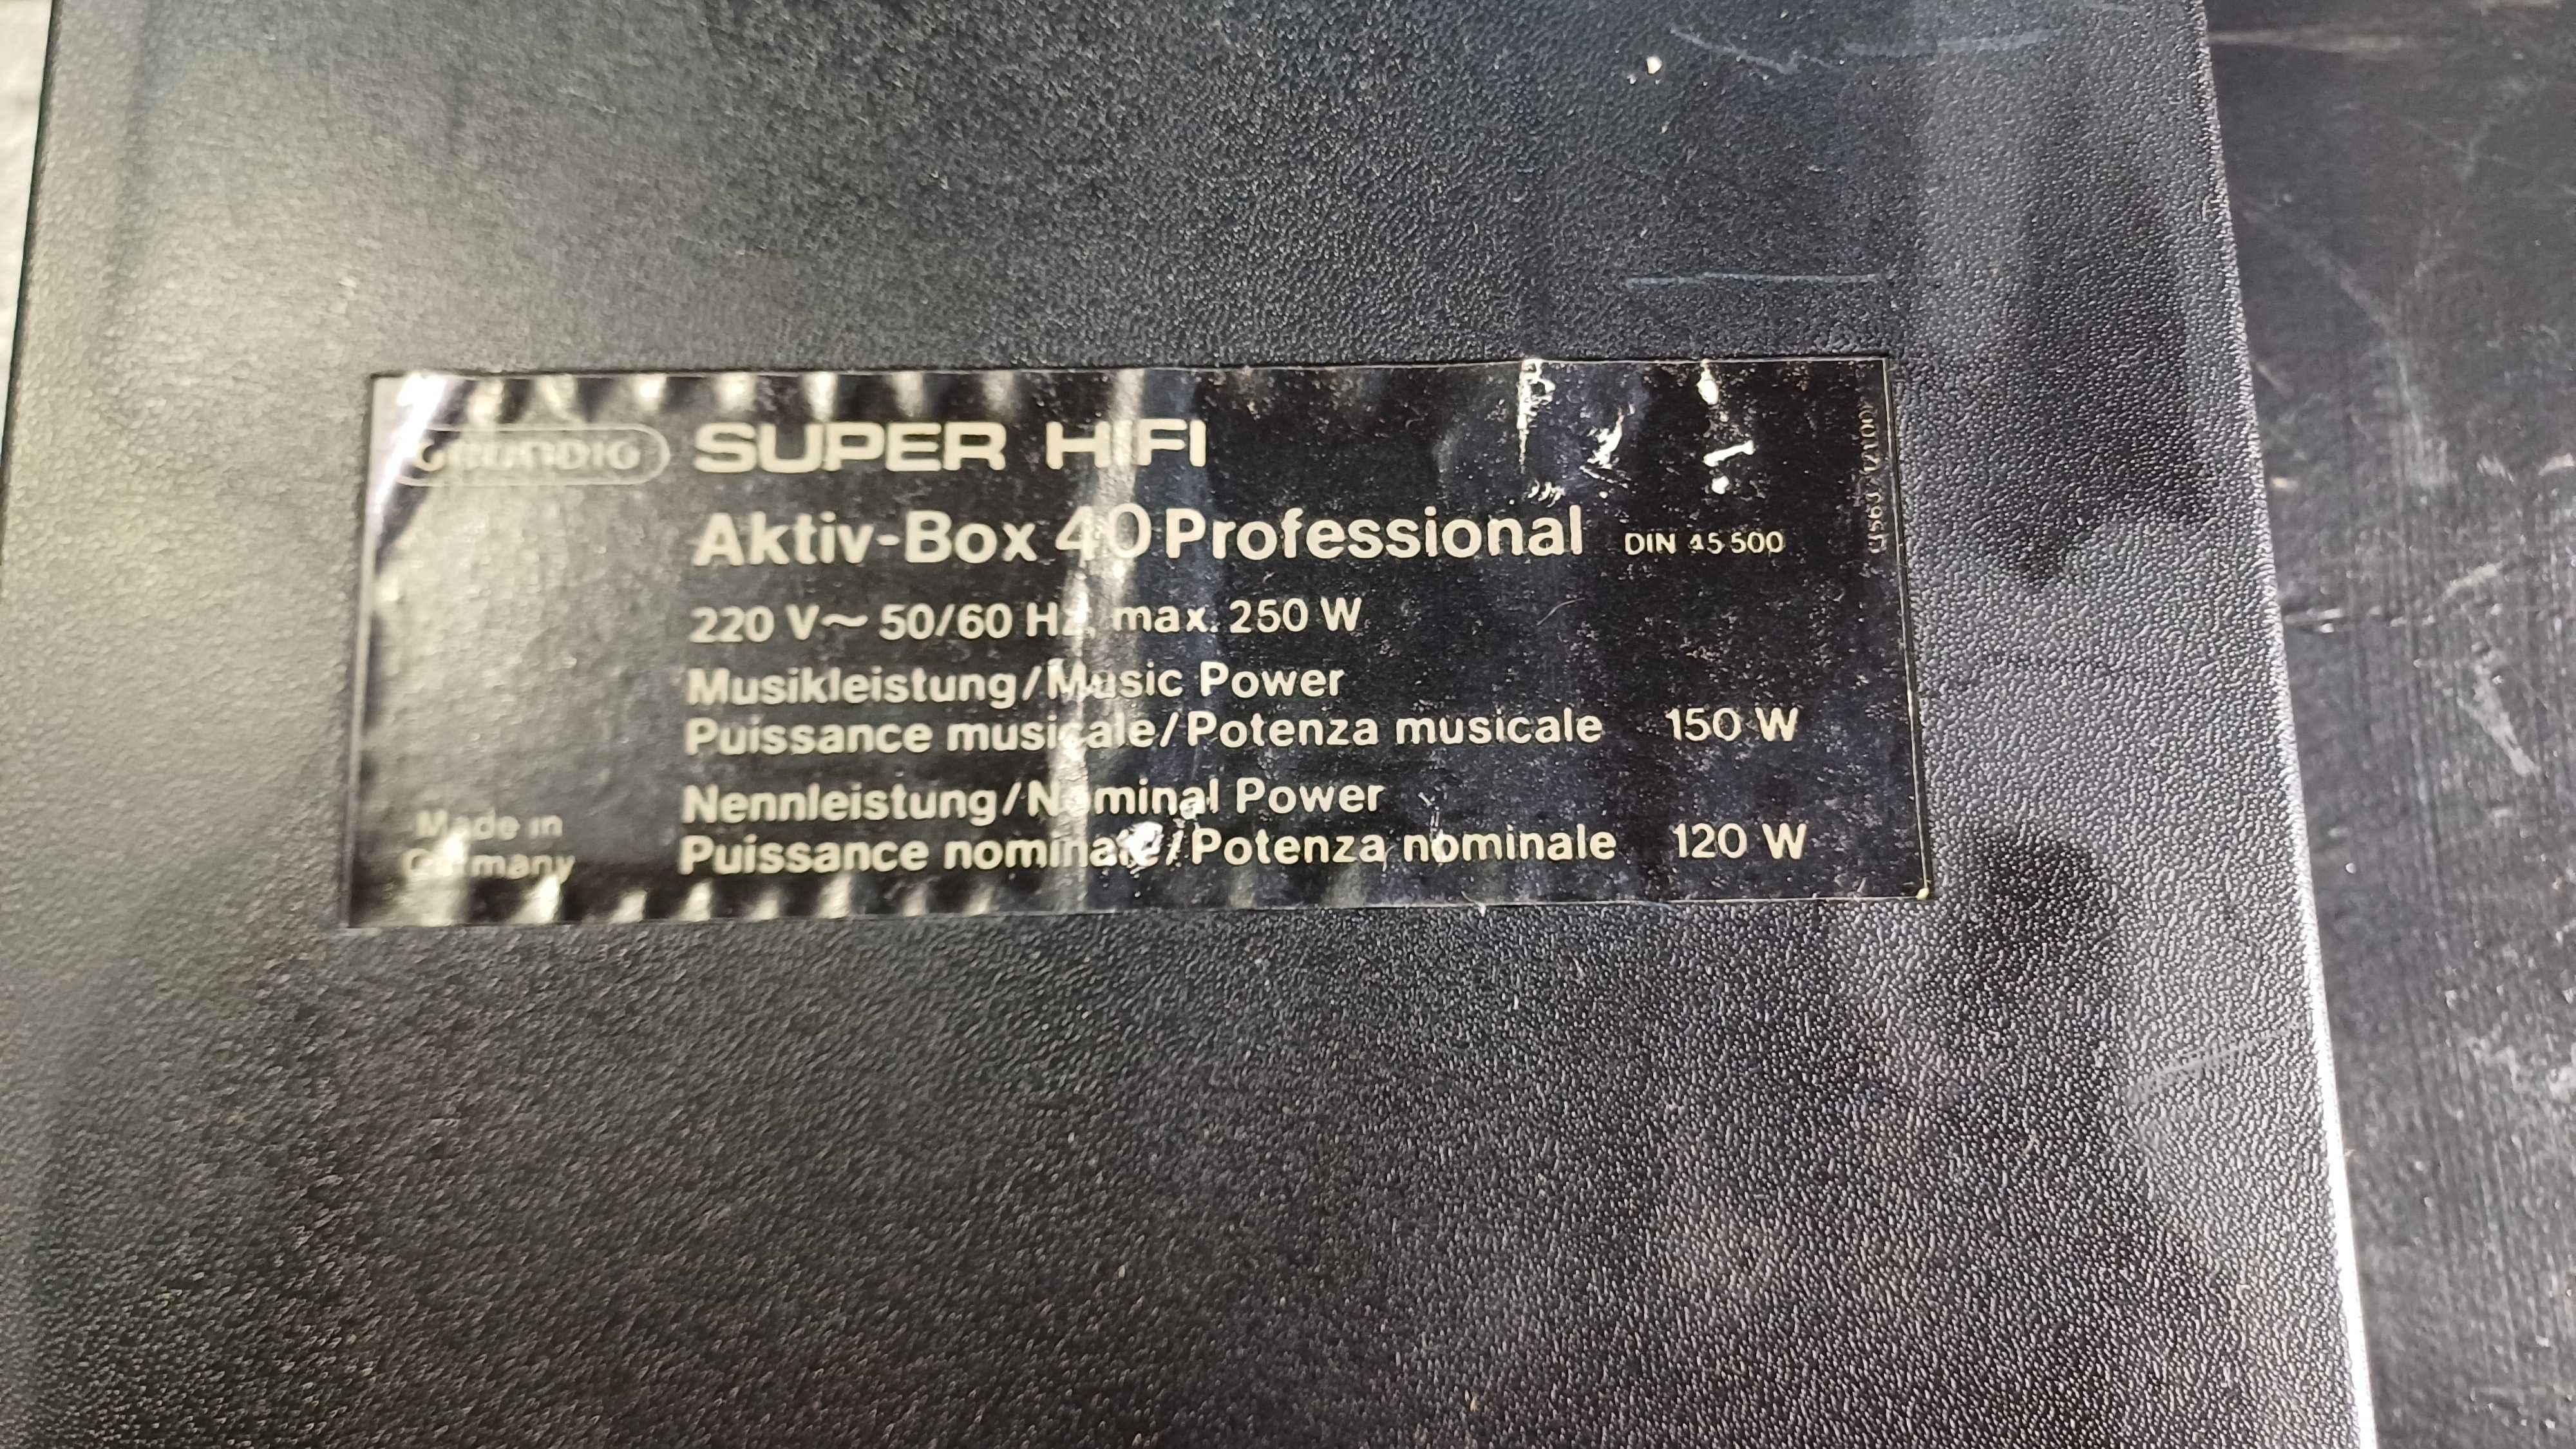 GRUNDIG SUPER HIFI
Aktiv-Box 40 Professional DIN 45 500
220 V~ 50/60 Hz, max. 250 W
Musikleistung/Music Power
Puissance musicale/Potenza musicale 150 W
Nennleistung/Nominal Power
Puissance nominale/Potenza nominale 120 W
Made in
Germany